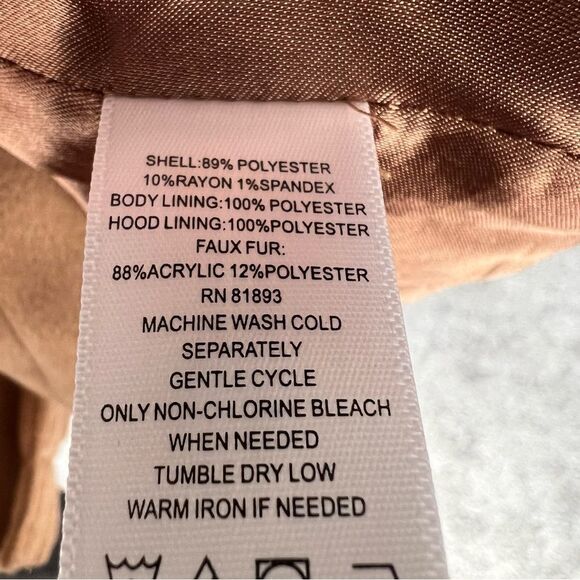 SHELL:89% POLYESTER
10%RAYON 1%SPANDEX
BODY LINING:100% POLYESTER
HOOD LINING:100%POLYESTER
FAUX FUR:
88%ACRYLIC 12%POLYESTER
RN 81893
MACHINE WASH COLD
SEPARATELY
GENTLE CYCLE
ONLY NON-CHLORINE BLEACH
WHEN NEEDED
TUMBLE DRY LOW
WARM IRON IF NEEDED